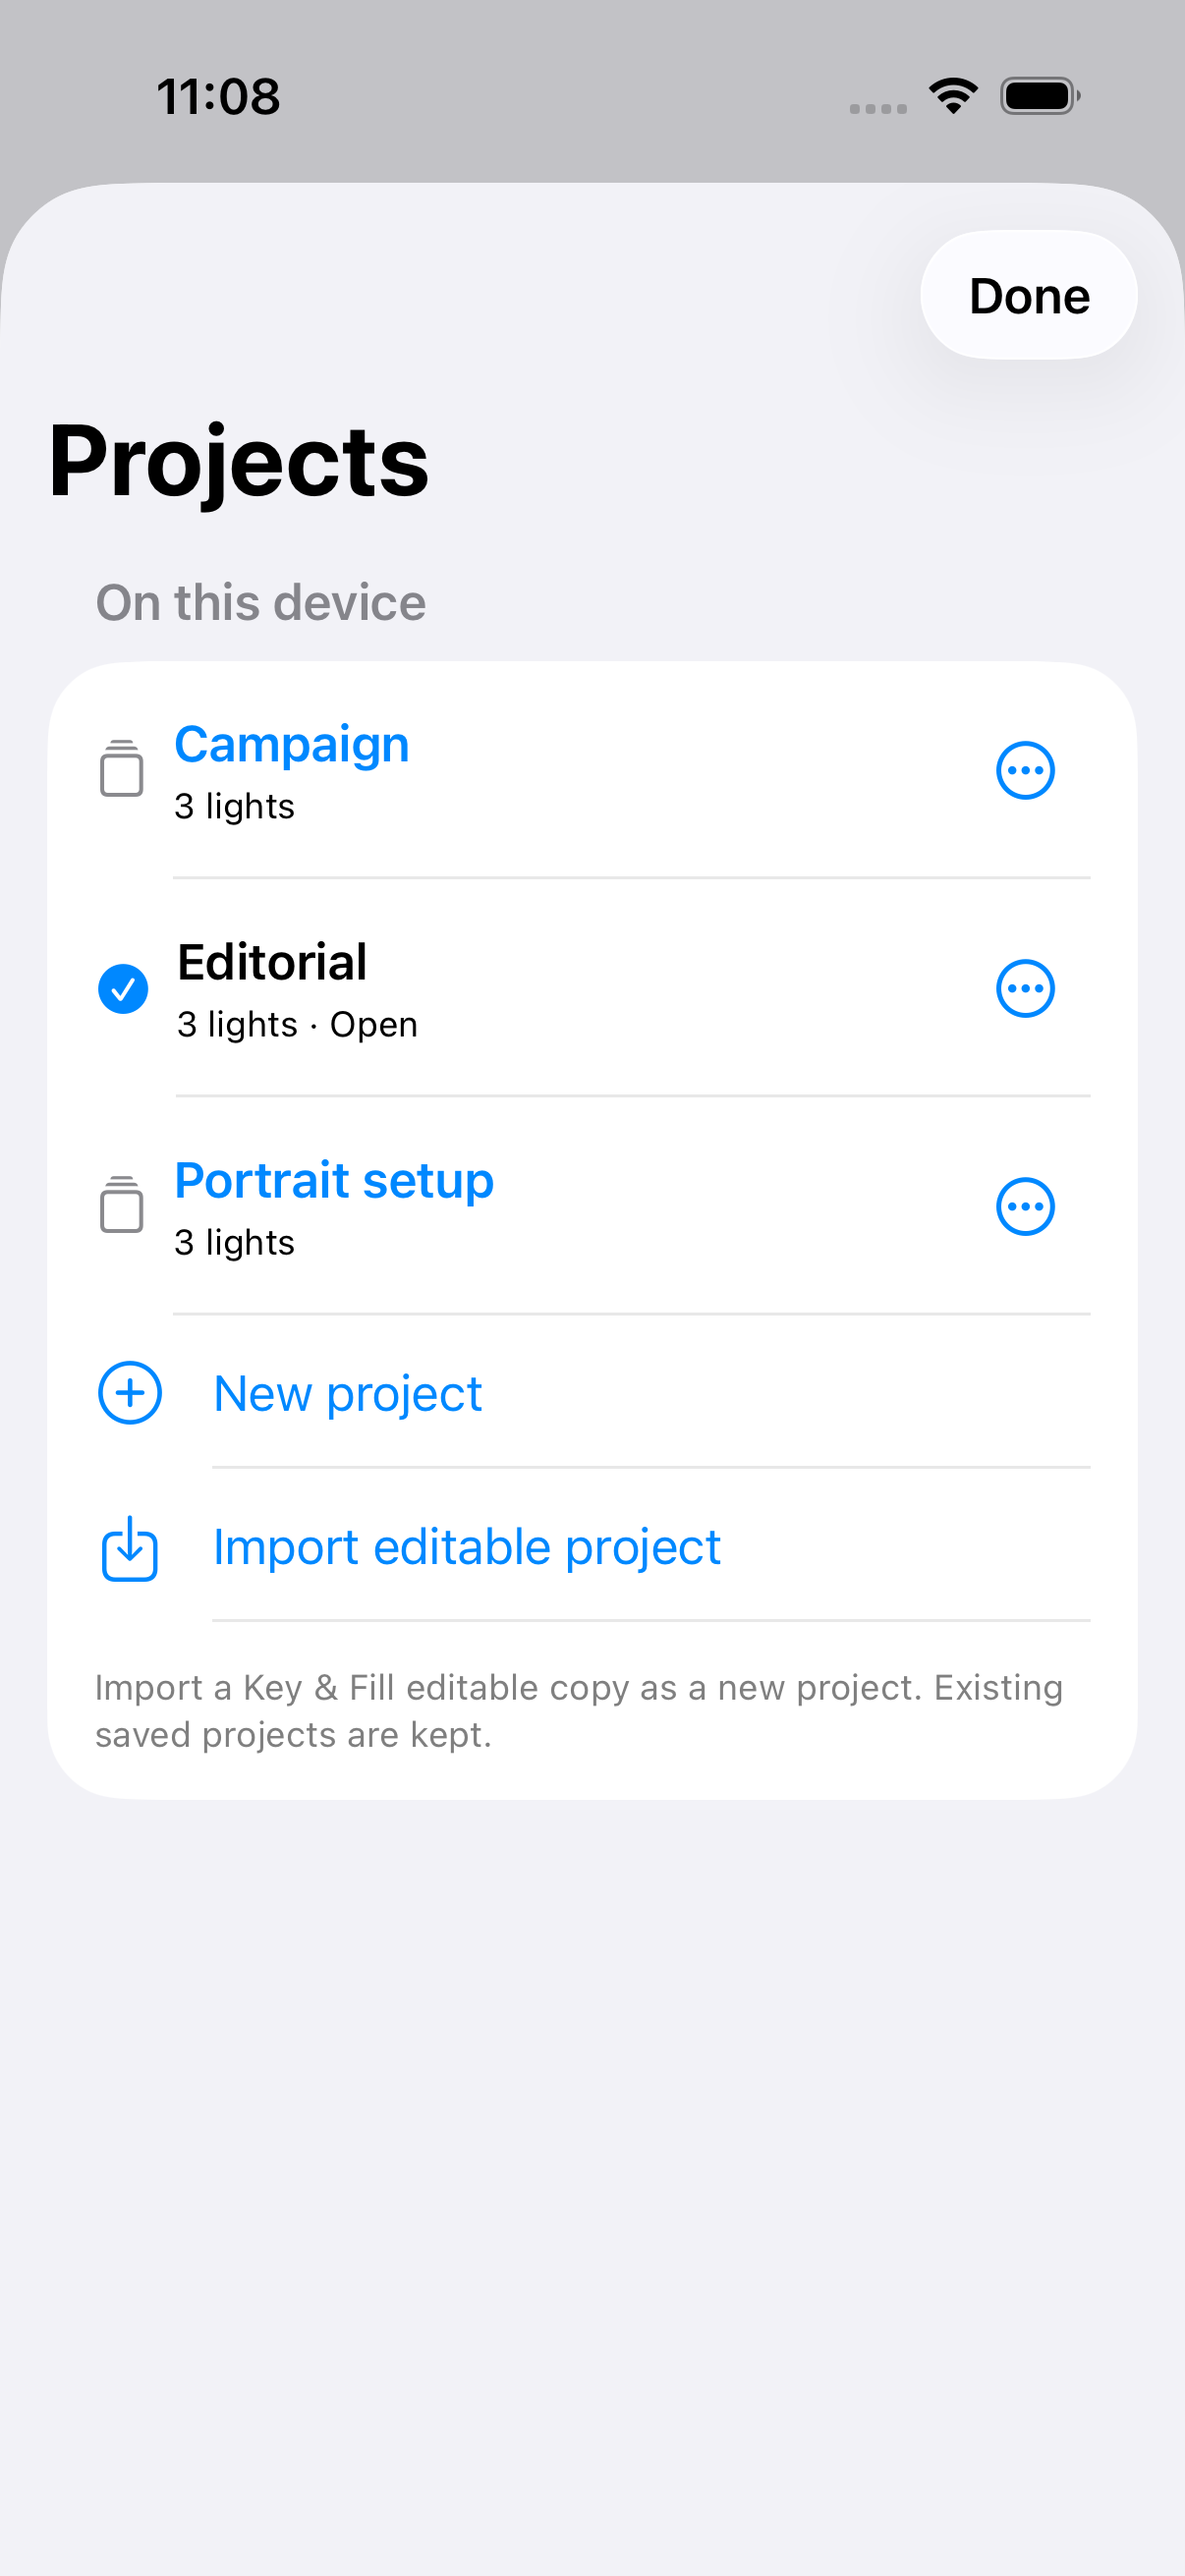 11:08
Done
Projects
On this device
Campaign
3 lights
Editorial
3 lights · Open
Portrait setup
3 lights
New project
Import editable project
Import a Key & Fill editable copy as a new project. Existing
saved projects are kept.